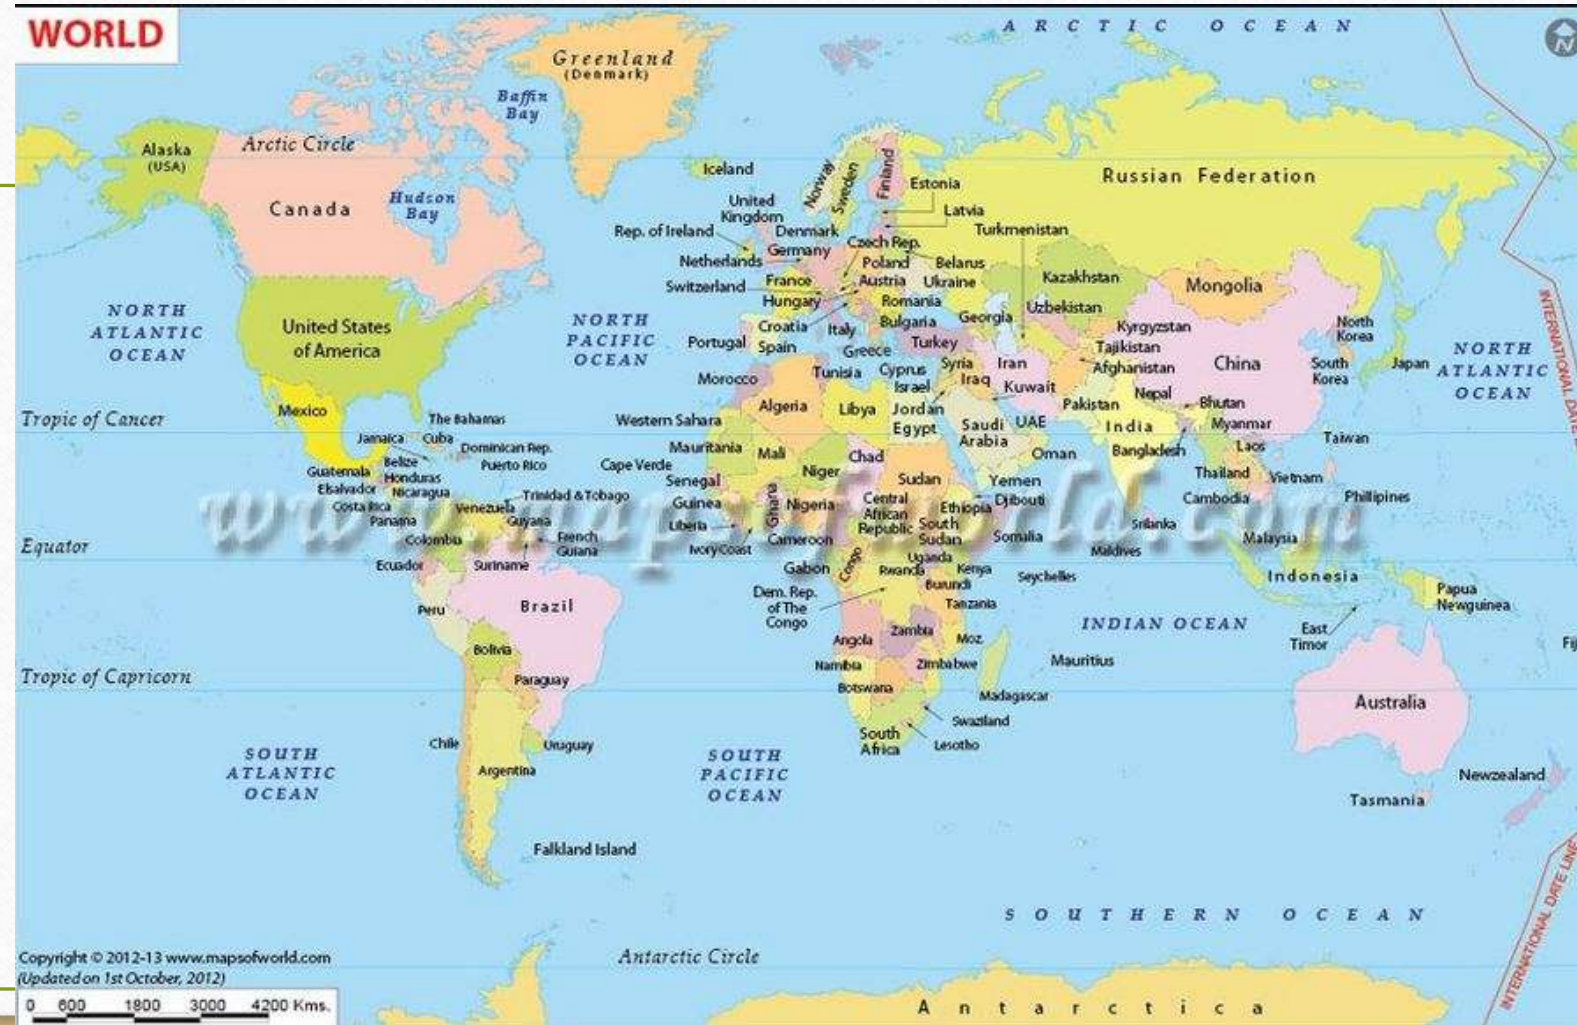 WORLD
ARCTIC OCEAN
N
Greenland
(Denmark)
Baffin
Bay
Alaska
(USA)
Arctic Circle
Canada
Hudson
Bay
Iceland
Norway
Sweden
Finland
Estonia
Russian Federation
United
Kingdom
Latvia
Rep. of Ireland
Denmark
Turkmenistan
Germany
Czech Rep.
Netherlands
Poland
Belarus
Switzerland
France
Austria
Ukraine
Kazakhstan
Mongolia
Hungary
Romania
Uzbekistan
NORTH
ATLANTIC
OCEAN
United States
of America
NORTH
PACIFIC
OCEAN
Croatia
Italy
Bulgaria
Georgia
Kyrgyzstan
North
Korea
Portugal
Spain
Greece
Turkey
Tajikistan
Morocco
Tunisia
Cyprus
Syria
Iran
Afghanistan
China
South
Korea
Japan
NORTH
ATLANTIC
OCEAN
Israel
Iraq
Kuwait
INTERNATIONAL DATE
Tropic of Cancer
Mexico
The Bahamas
Western Sahara
Algeria
Libya
Jordan
Egypt
Saudi
Arabia
UAE
Pakistan
Nepal
Bhutan
India
Myanmar
Jamaica
Cuba
Dominican Rep.
Puerto Rico
Mauritania
Mali
Niger
Chad
Oman
Bangladesh
Laos
Taiwan
Belize
Guatemala
Honduras
Elsalvador
Nicaragua
Cape Verde
Senegal
Sudan
Yemen
Thailand
Vietnam
Costa Rica
Panama
Trinidad & Tobago
Venezuela
Guyana
Guinea
Ghana
Nigeria
Central
African
Republic
Ethiopia
Djibouti
Cambodia
Phillipines
www.mapsofworld.com
Liberia
South
Sudan
Srilanka
Equator
Colombia
French
Guiana
Ivory Coast
Cameroon
Somalia
Maldives
Malaysia
Ecuador
Suriname
Gabon
Congo
Uganda
Rwanda
Kenya
Seychelles
Indonesia
Peru
Brazil
Dem. Rep.
of The
Congo
Burundi
Tanzania
Papua
Newguinea
INDIAN OCEAN
East
Timor
Bolivia
Angola
Zambia
Moz.
Fij
Tropic of Capricorn
Paraguay
Namibia
Zimbabwe
Mauritius
Botswana
Madagascar
Australia
Swaziland
South
Africa
Lesotho
Chile
Uruguay
Argentina
SOUTH
ATLANTIC
OCEAN
SOUTH
PACIFIC
OCEAN
Newzealand
Tasmania
Falkland Island
SOUTHERN OCEAN
INTERNATIONAL DATE LINE
Antarctic Circle
Copyright © 2012-13 www.mapsofworld.com
(Updated on 1st October, 2012)
0 600 1800 3000 4200 Kms.
Antarctica